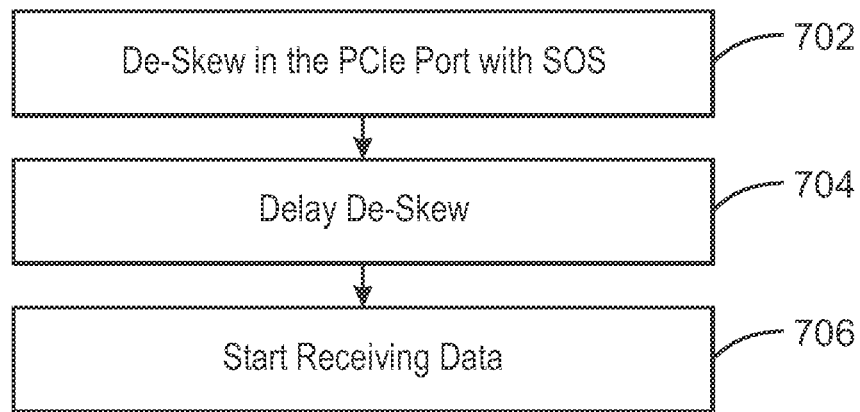 De-Skew in the PCIe Port with SOS
702
Delay De-Skew
704
Start Receiving Data
706